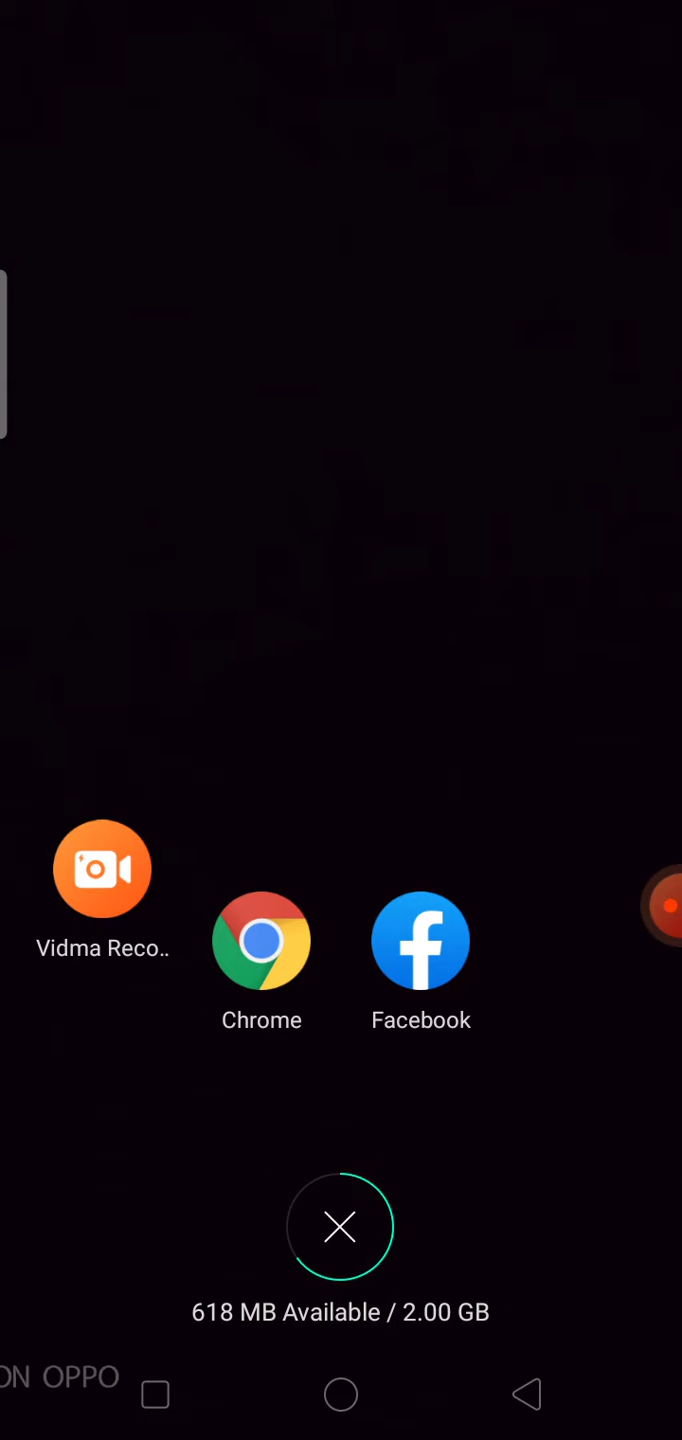 Vidma Reco..
Chrome
Facebook
618 MB Available / 2.00 GB
ON OPPO